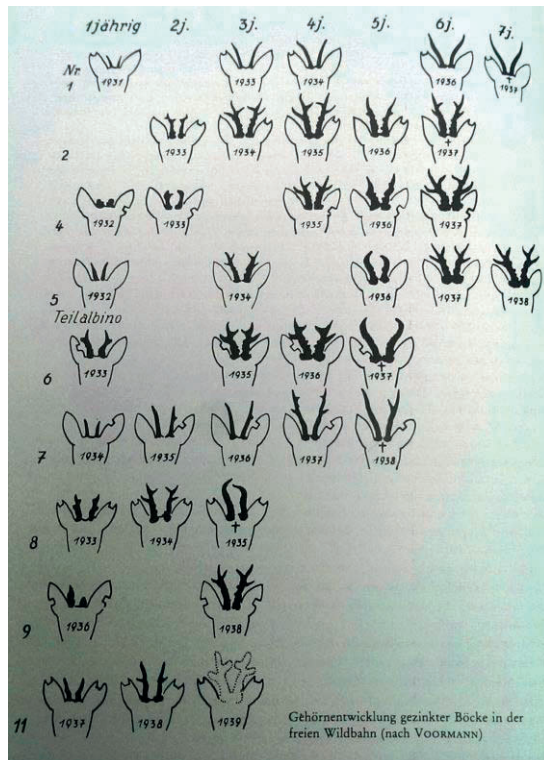 1jährig 2j. 3j. 4j. 5j. 6j. 7j.
Nr.
1 1931 1933 1934 1936 † 1937
2 1933 1934 1935 1936 † 1937
4 1932 1933 1935 1936 1937
5 1932 1934 1936 1937 1938
Teilalbino
6 1933 1935 1936 † 1937
7 1934 1935 1936 1937 † 1938
8 1933 1934 † 1935
9 1936 1938
11 1937 1938 1939
Gehörnentwicklung gezinkter Böcke in der
freien Wildbahn (nach VOORMANN)